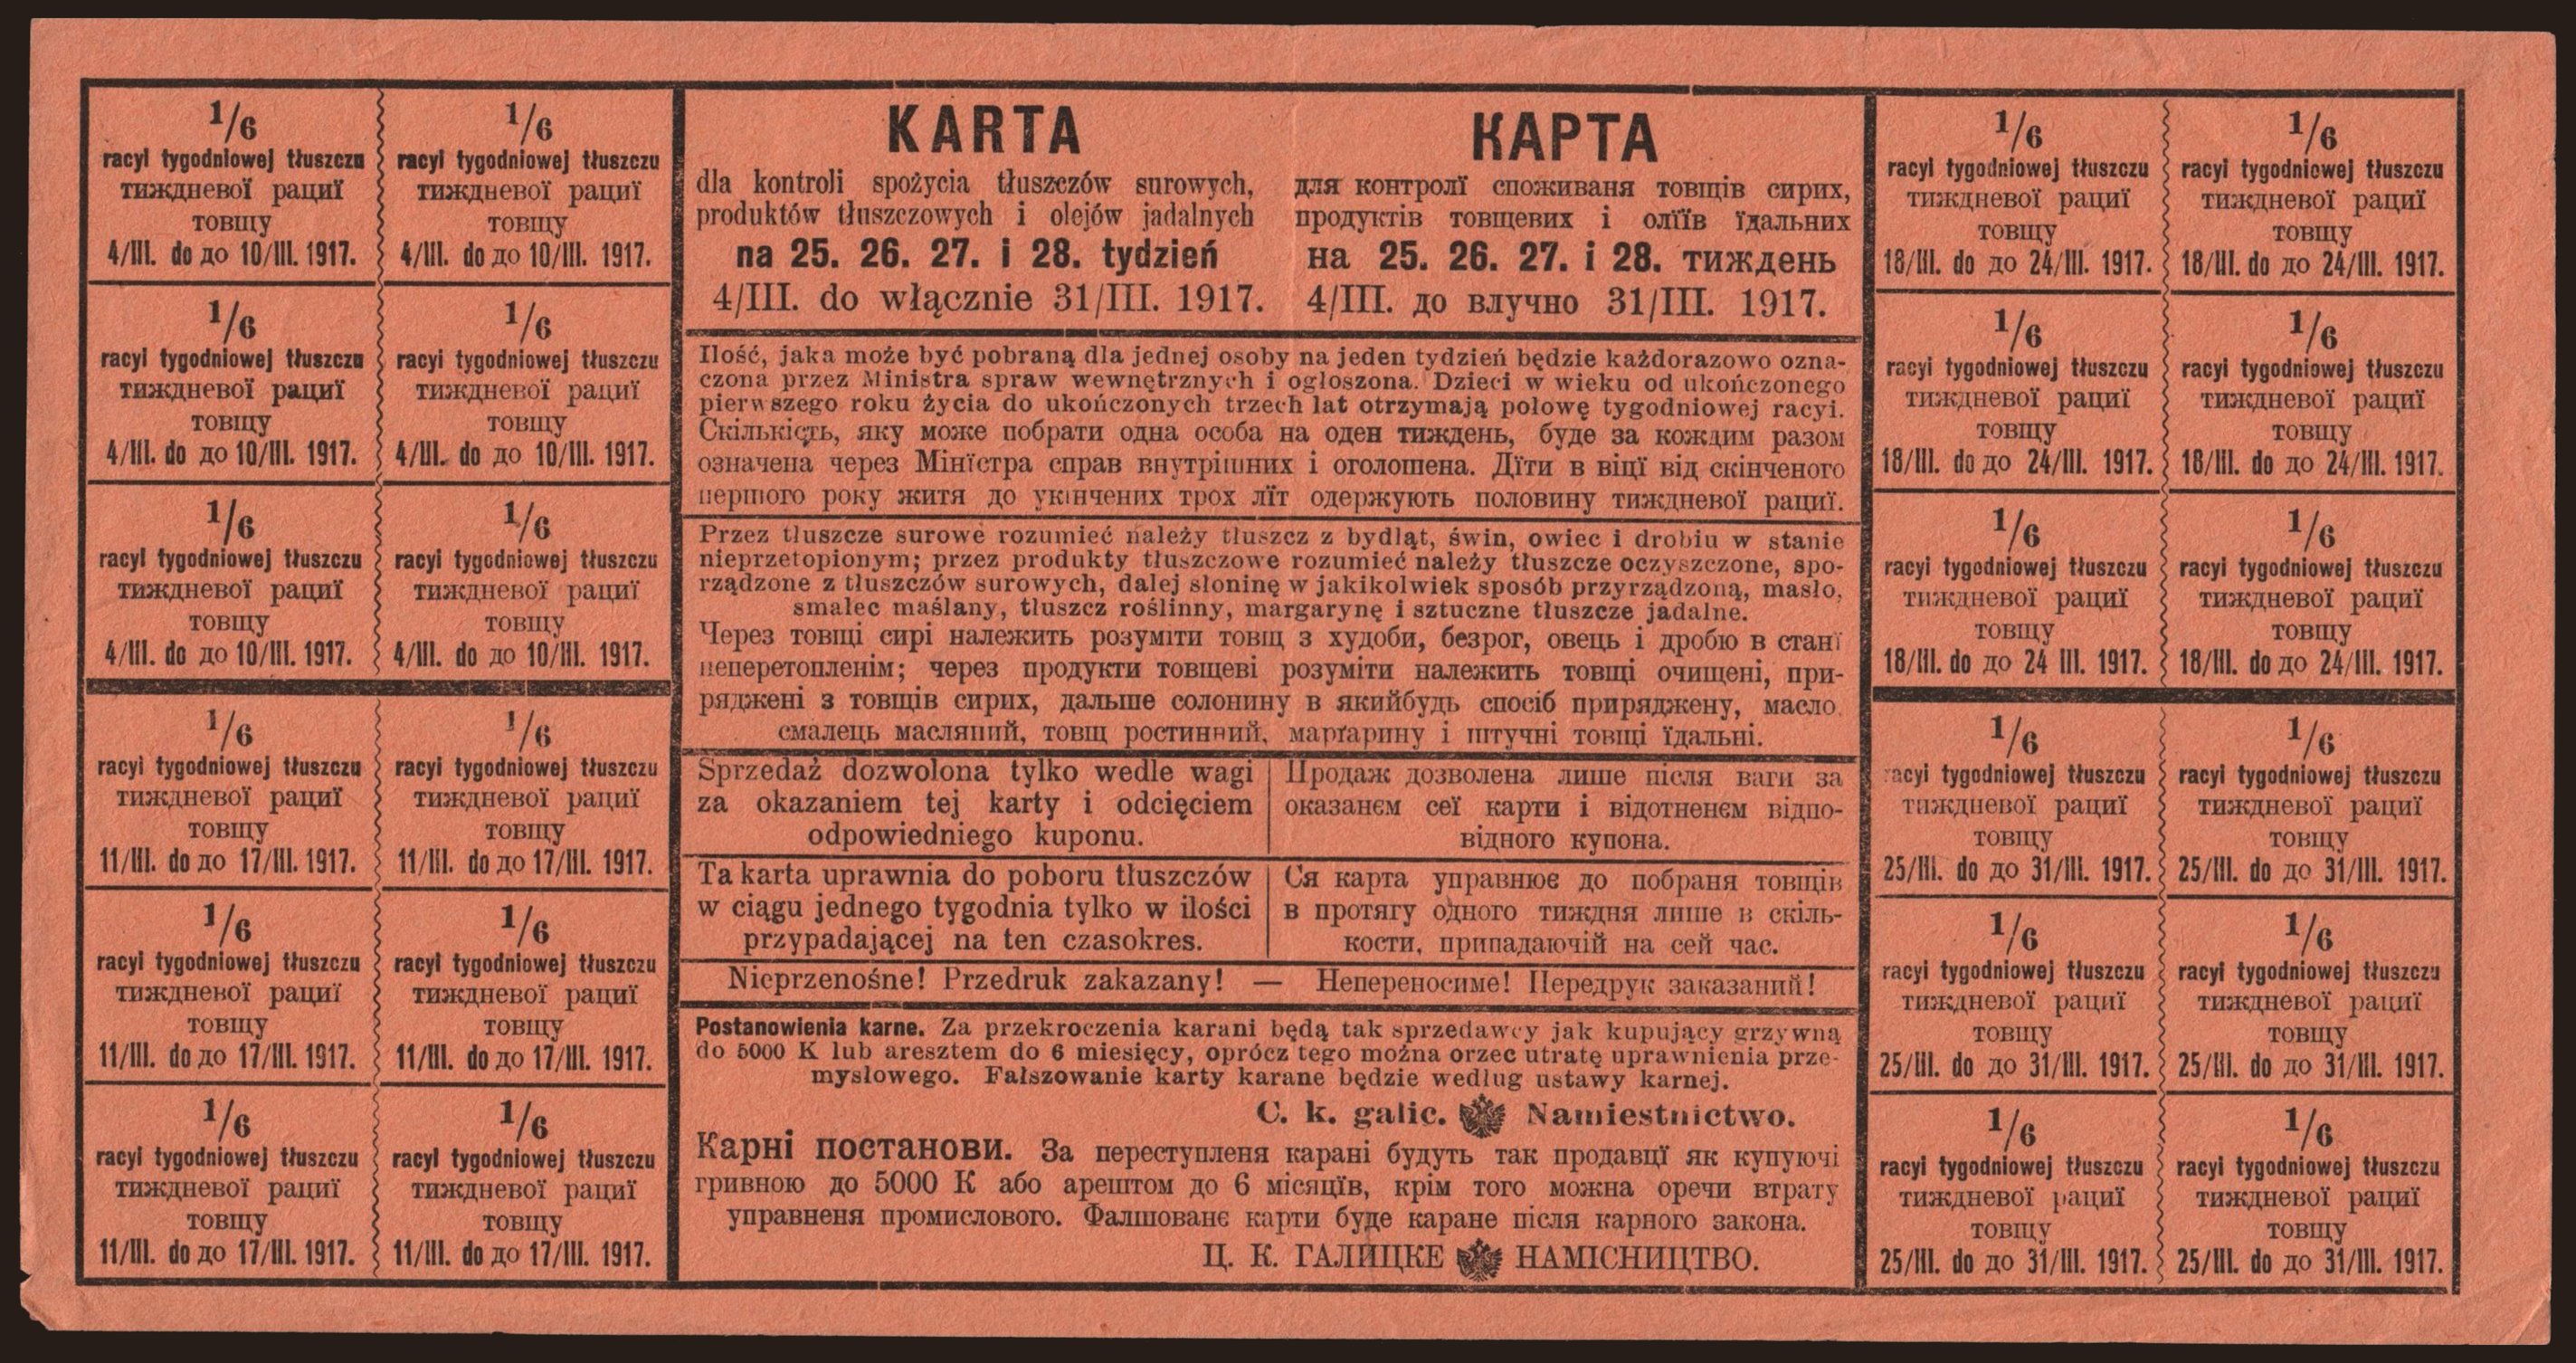 1/6
racyi tygodniowej tłuszczu
тиждневої рациї
товщу
4/III. do до 10/III. 1917.
1/6
racyi tygodniowej tłuszczu
тиждневої рациї
товщу
4/III. do до 10/III. 1917.
1/6
racyi tygodniowej tłuszczu
тиждневої рациї
товщу
4/III. do до 10/III. 1917.
1/6
racyi tygodniowej tłuszczu
тиждневої рациї
товщу
4/III. do до 10/III. 1917.
1/6
racyi tygodniowej tłuszczu
тиждневої рациї
товщу
4/III. do до 10/III. 1917.
1/6
racyi tygodniowej tłuszczu
тиждневої рациї
товщу
4/III. do до 10/III. 1917.
1/6
racyi tygodniowej tłuszczu
тиждневої рациї
товщу
11/III. do до 17/III. 1917.
1/6
racyi tygodniowej tłuszczu
тиждневої рациї
товщу
11/III. do до 17/III. 1917.
1/6
racyi tygodniowej tłuszczu
тиждневої рациї
товщу
11/III. do до 17/III. 1917.
1/6
racyi tygodniowej tłuszczu
тиждневої рациї
товщу
11/III. do до 17/III. 1917.
1/6
racyi tygodniowej tłuszczu
тиждневої рациї
товщу
11/III. do до 17/III. 1917.
1/6
racyi tygodniowej tłuszczu
тиждневої рациї
товщу
11/III. do до 17/III. 1917.
KARTA
dla kontroli spożycia tłuszczów surowych,
produktów tłuszczowych i olejów jadalnych
na 25. 26. 27. i 28. tydzień
4/III. do włącznie 31/III. 1917.
КАРТА
для контролї споживаня товщів сирих,
продуктів товщевих і олїїв їдальних
на 25. 26. 27. і 28. тиждень
4/III. до влучно 31/III. 1917.
Ilość, jaka może być pobraną dla jednej osoby na jeden tydzień będzie każdorazowo ozna-
czona przez Ministra spraw wewnętrznych i ogłoszona. Dzieci w wieku od ukończonego
pierwszego roku życia do ukończonych trzech lat otrzymają połowę tygodniowej racyi.
Скількість, яку може побрати одна особа на оден тиждень, буде за кождим разом
означена через Мінїстра справ внутрішних і оголошена. Дїти в віцї від скінченого
першого року житя до укінчених трох лїт одержують половину тиждневої рациї.
Przez tłuszcze surowe rozumieć należy tłuszcz z bydląt, świn, owiec i drobiu w stanie
nieprzetopionym; przez produkty tłuszczowe rozumieć należy tłuszcze oczyszczone, spo-
rządzone z tłuszczów surowych, dalej słoninę w jakikolwiek sposób przyrządzoną, masło,
smalec maślany, tłuszcz roślinny, margarynę i sztuczne tłuszcze jadalne.
Через товщі сирі належить розуміти товщ з худоби, безрог, овець і дробю в станї
неперетопленім; через продукти товщеві розуміти належить товщі очищені, при-
ряджені з товщів сирих, дальше солонину в якийбудь спосіб приряджену, масло,
смалець масляний, товщ ростинний, марґарину і штучні товщі їдальні.
Sprzedaż dozwolona tylko wedle wagi
za okazaniem tej karty i odcięciem
odpowiedniego kuponu.
Продаж дозволена лише після ваги за
оказанєм сеї карти і відотненєм відпо-
відного купона.
Ta karta uprawnia do poboru tłuszczów
w ciągu jednego tygodnia tylko w ilości
przypadającej na ten czasokres.
Ся карта управнює до побраня товщів
в протягу одного тиждня лише в скіль-
кости, припадаючій на сей час.
Nieprzenośne! Przedruk zakazany! — Непереносиме! Передрук заказаний!
Postanowienia karne. Za przekroczenia karani będą tak sprzedawcy jak kupujący grzywną
do 5000 K lub aresztem do 6 miesięcy, oprócz tego można orzec utratę uprawnienia prze-
mysłowego. Fałszowanie karty karane będzie według ustawy karnej.
C. k. galic. Namiestnictwo.
Карні постанови. За переступленя карані будуть так продавцї як купуючі
гривною до 5000 К або арештом до 6 місяцїв, крім того можна оречи втрату
управненя промислового. Фалшованє карти буде каране після карного закона.
Ц. К. ГАЛИЦКЕ НАМІСНИЦТВО.
1/6
racyi tygodniowej tłuszczu
тиждневої рациї
товщу
18/III. do до 24/III. 1917.
1/6
racyi tygodniowej tłuszczu
тиждневої рациї
товщу
18/III. do до 24/III. 1917.
1/6
racyi tygodniowej tłuszczu
тиждневої рациї
товщу
18/III. do до 24/III. 1917.
1/6
racyi tygodniowej tłuszczu
тиждневої рациї
товщу
18/III. do до 24/III. 1917.
1/6
racyi tygodniowej tłuszczu
тиждневої рациї
товщу
18/III. do до 24 III. 1917.
1/6
racyi tygodniowej tłuszczu
тиждневої рациї
товщу
18/III. do до 24/III. 1917.
1/6
racyi tygodniowej tłuszczu
тиждневої рациї
товщу
25/III. do до 31/III. 1917.
1/6
racyi tygodniowej tłuszczu
тиждневої рациї
товщу
25/III. do до 31/III. 1917.
1/6
racyi tygodniowej tłuszczu
тиждневої рациї
товщу
25/III. do до 31/III. 1917.
1/6
racyi tygodniowej tłuszczu
тиждневої рациї
товщу
25/III. do до 31/III. 1917.
1/6
racyi tygodniowej tłuszczu
тиждневої рациї
товщу
25/III. do до 31/III. 1917.
1/6
racyi tygodniowej tłuszczu
тиждневої рациї
товщу
25/III. do до 31/III. 1917.